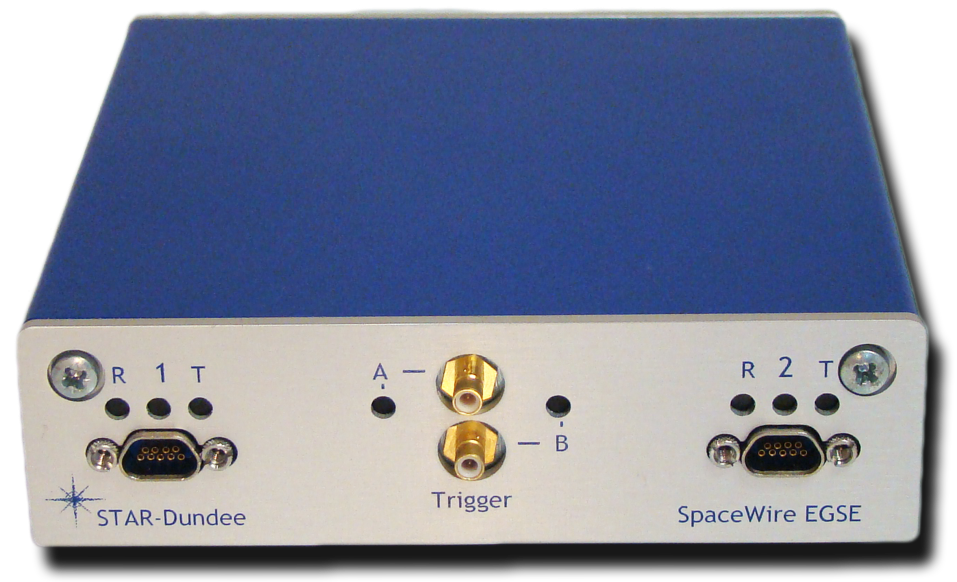 R 1 T
A
R 2 T
B
Trigger
STAR-Dundee
SpaceWire EGSE